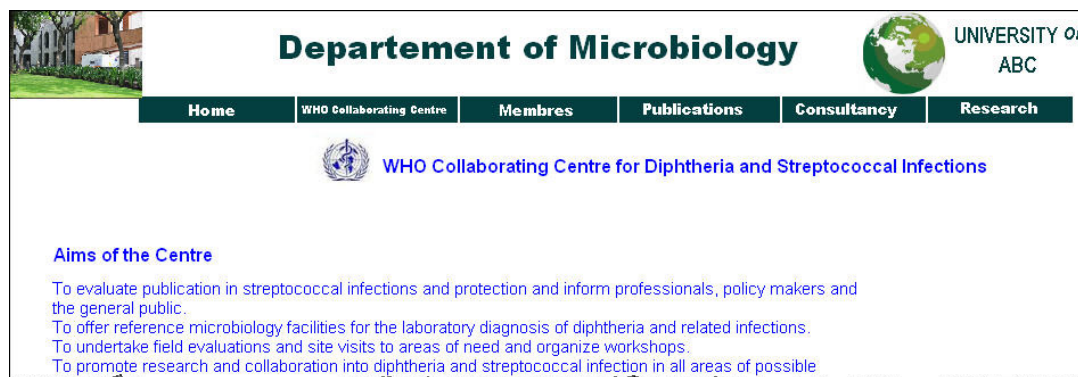 Departement of Microbiology
UNIVERSITY
ABC
Home WHO Collaborating Centre Membres Publications Consultancy Research
WHO Collaborating Centre for Diphtheria and Streptococcal Infections
Aims of the Centre
To evaluate publication in streptococcal infections and protection and inform professionals, policy makers and
the general public.
To offer reference microbiology facilities for the laboratory diagnosis of diphtheria and related infections.
To undertake field evaluations and site visits to areas of need and organize workshops.
To promote research and collaboration into diphtheria and streptococcal infection in all areas of possible